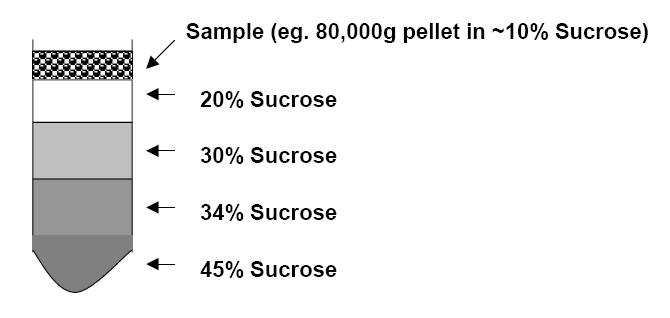 Sample (eg. 80,000g pellet in ~10% Sucrose)
20% Sucrose
30% Sucrose
34% Sucrose
45% Sucrose